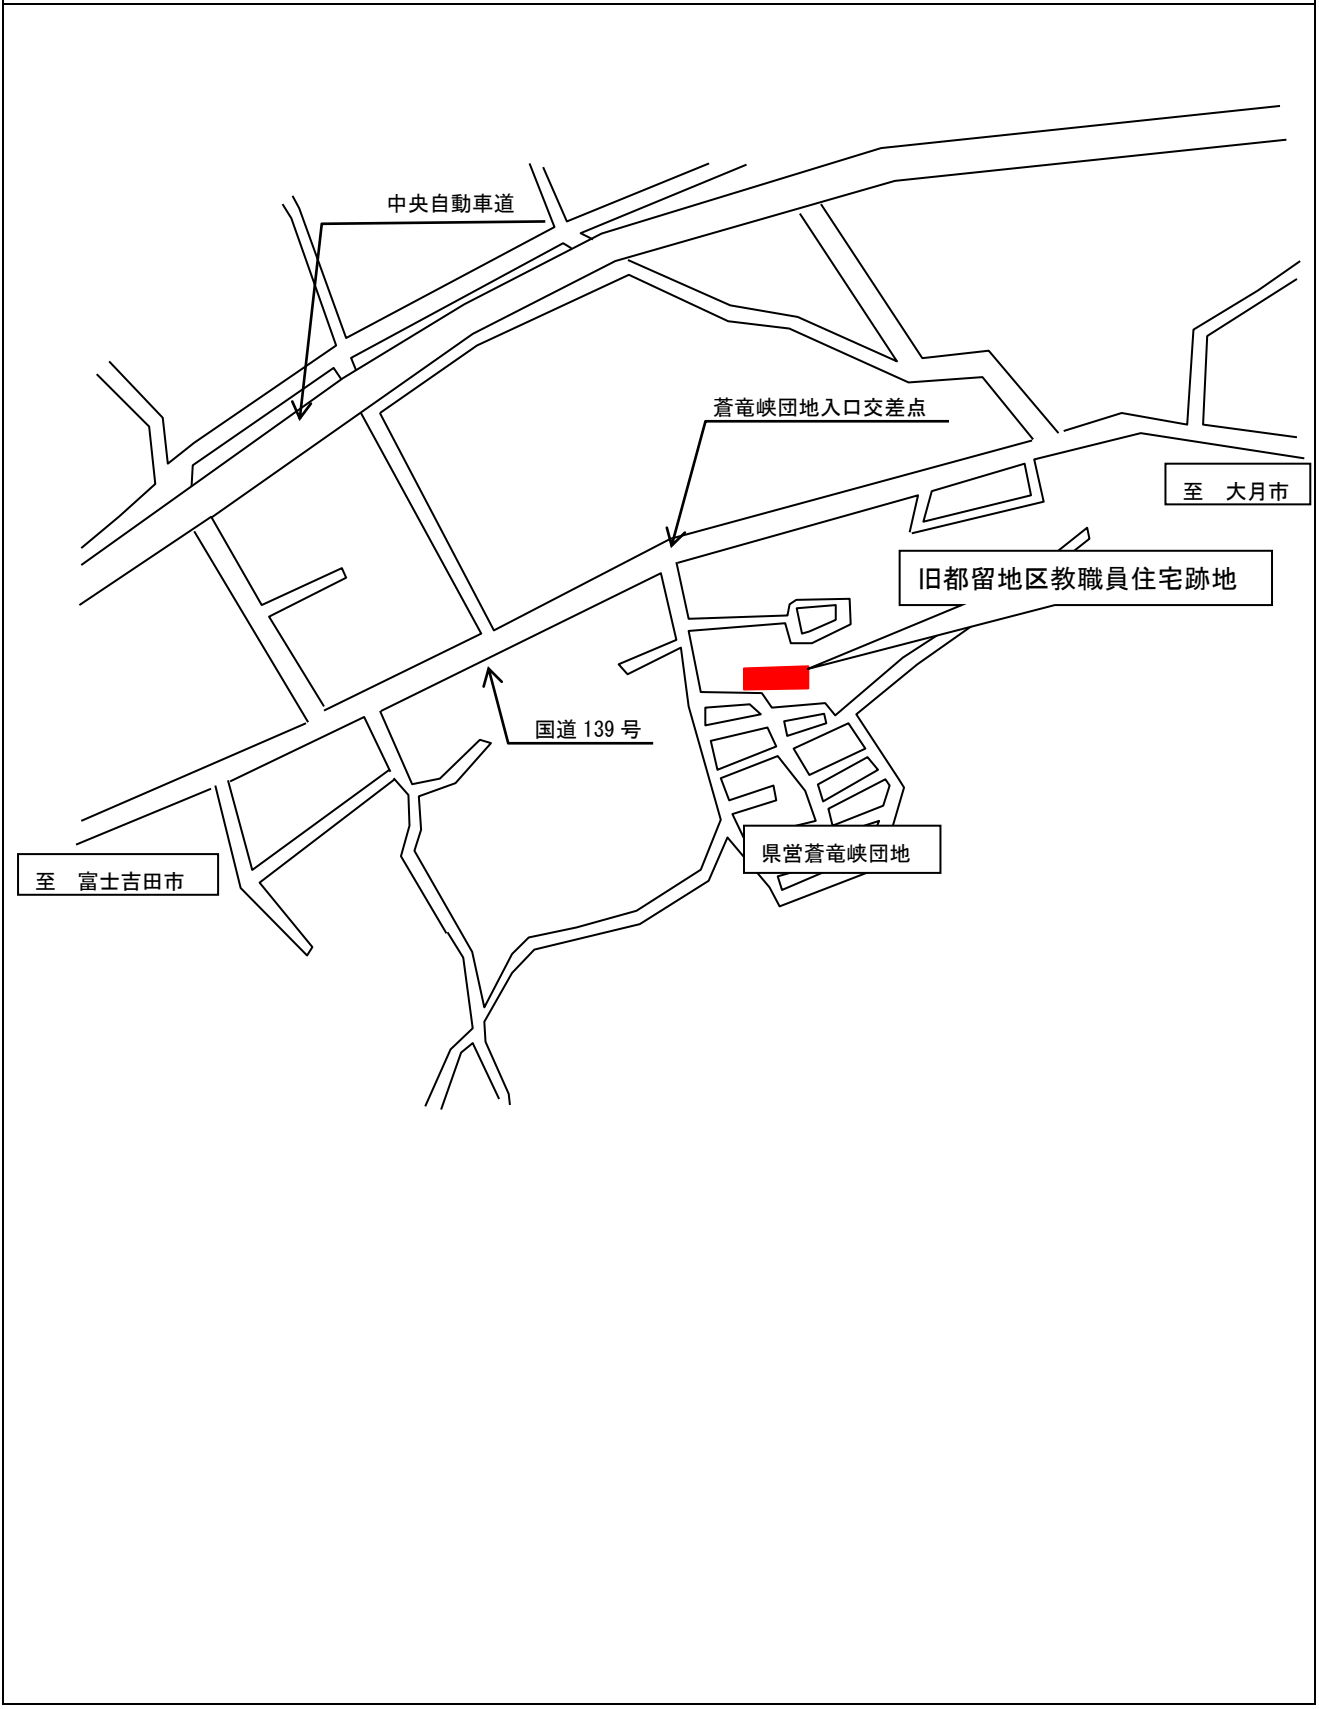 中央自動車道
蒼竜峡団地入口交差点
至　大月市
旧都留地区教職員住宅跡地
国道 139 号
県営蒼竜峡団地
至　富士吉田市